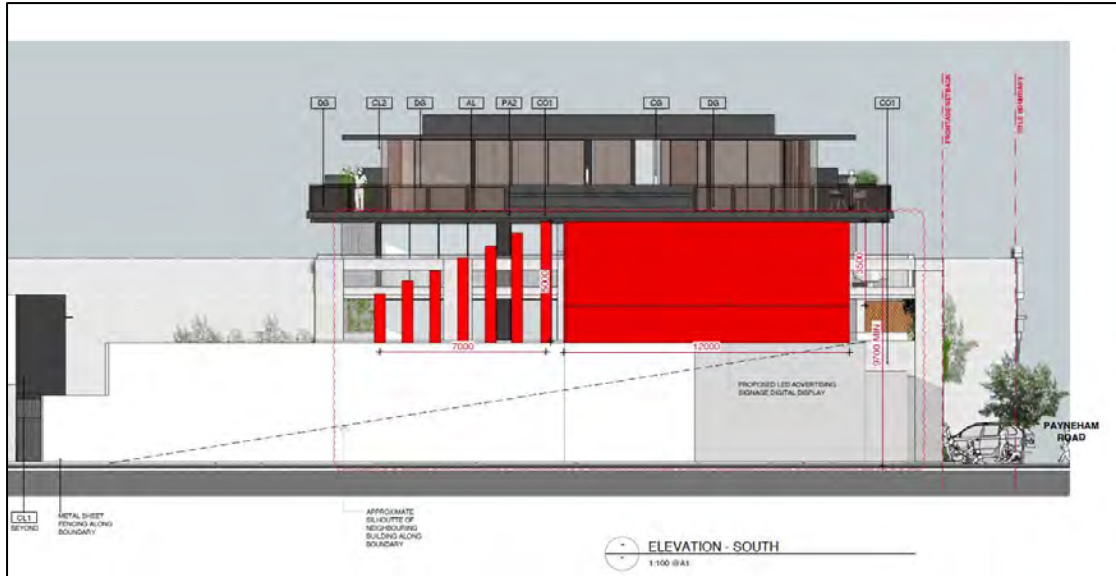 DG
CL2
DG
AL
PA2
CO1
CG
DG
CO1
FRONTAGE SETBACK
TITLE BOUNDARY
5000
3500
9700 MIN
7000
12000
PROPOSED LED ADVERTISING
SIGNAGE DIGITAL DISPLAY
PAYNEHAM
ROAD
CL1
BEYOND
METAL SHEET
FENCING ALONG
BOUNDARY
APPROXIMATE
SILHOUTTE OF
NEIGHBOURING
BUILDING ALONG
BOUNDARY
ELEVATION - SOUTH
1:100 @A1